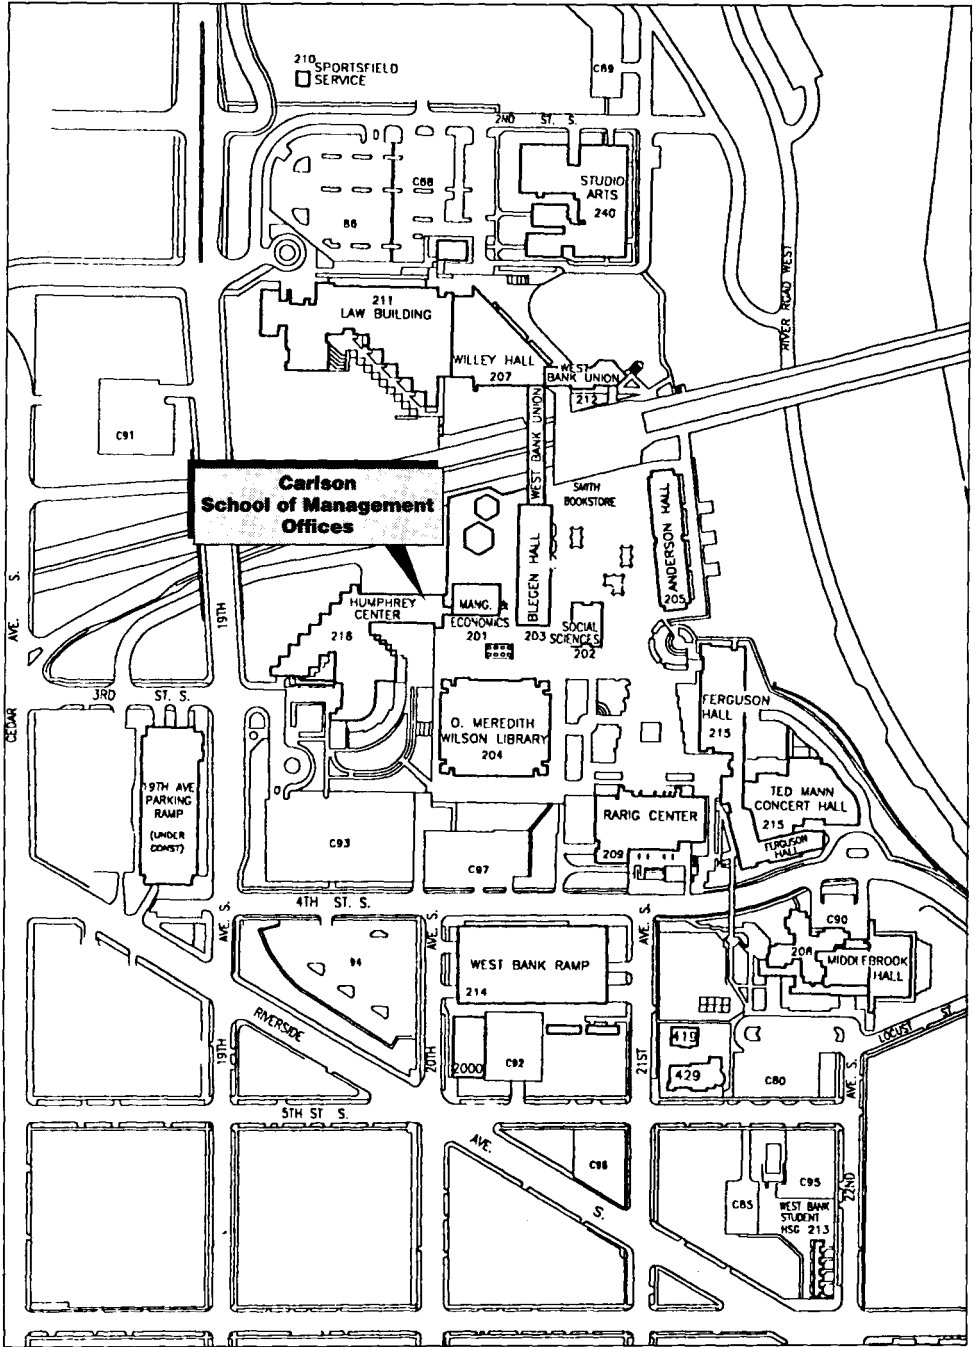 210
SPORTSFIELD
SERVICE
C89
2ND ST. S.
C88
86
STUDIO
ARTS
240
RIVER ROAD WEST
211
LAW BUILDING
WILLEY HALL
207
WEST
BANK UNION
212
WEST BANK UNION
C91
Carlson
School of Management
Offices
SMITH
BOOKSTORE
BLEGEN HALL
203
ANDERSON HALL
205
CEDAR AVE. S.
19TH
HUMPHREY
CENTER
218
MANG.
ECONOMICS
201
SOCIAL
SCIENCES
202
3RD ST. S.
FERGUSON
HALL
215
O. MEREDITH
WILSON LIBRARY
204
19TH AVE
PARKING
RAMP
(UNDER
CONST)
TED MANN
CONCERT HALL
215
FERGUSON
HALL
C93
C97
RARIG CENTER
209
4TH ST. S.
AVE. S.
AVE. S.
AVE. S.
94
WEST BANK RAMP
214
C90
208
MIDDLEBROOK
HALL
RIVERSIDE
LOCUST ST.
19TH
20TH
2000
C92
21ST
419
429
C80
AVE. S.
5TH ST S.
AVE. S.
C96
22ND
C85
C95
WEST BANK
STUDENT
HSG 213